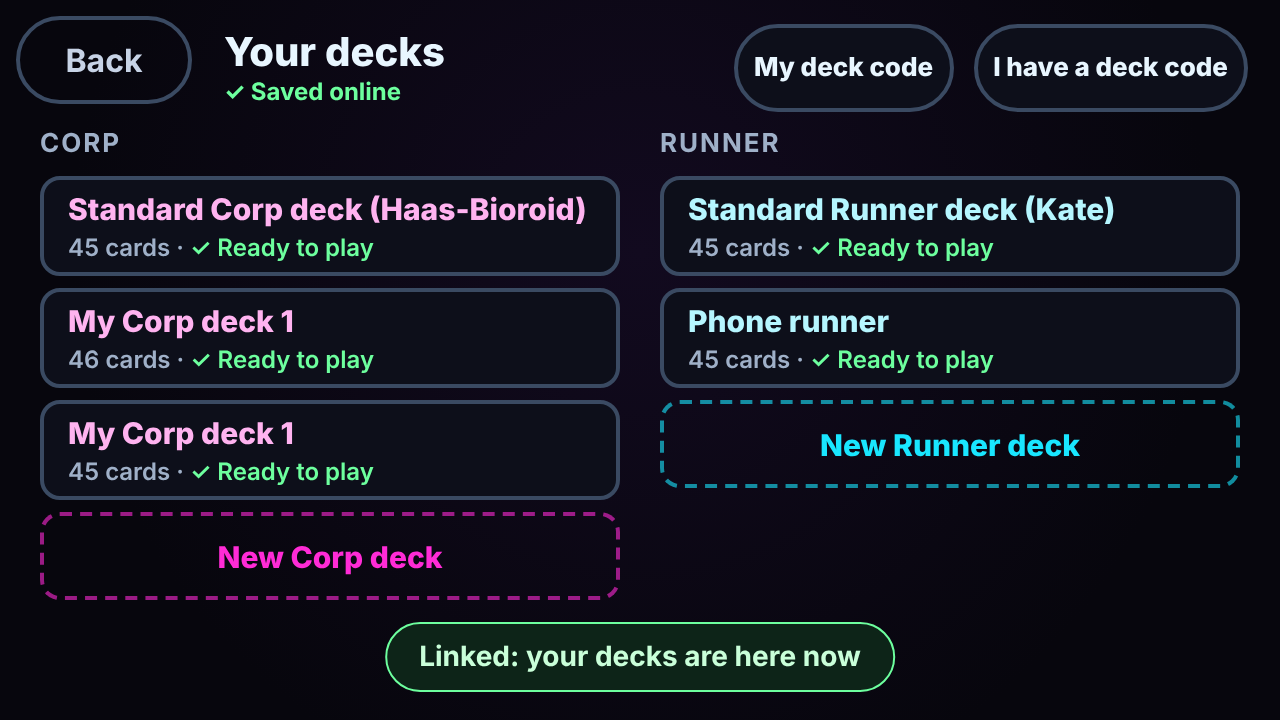 Back
Your decks
✓ Saved online
My deck code
I have a deck code
CORP
Standard Corp deck (Haas-Bioroid)
45 cards · ✓ Ready to play
My Corp deck 1
46 cards · ✓ Ready to play
My Corp deck 1
45 cards · ✓ Ready to play
New Corp deck
RUNNER
Standard Runner deck (Kate)
45 cards · ✓ Ready to play
Phone runner
45 cards · ✓ Ready to play
New Runner deck
Linked: your decks are here now